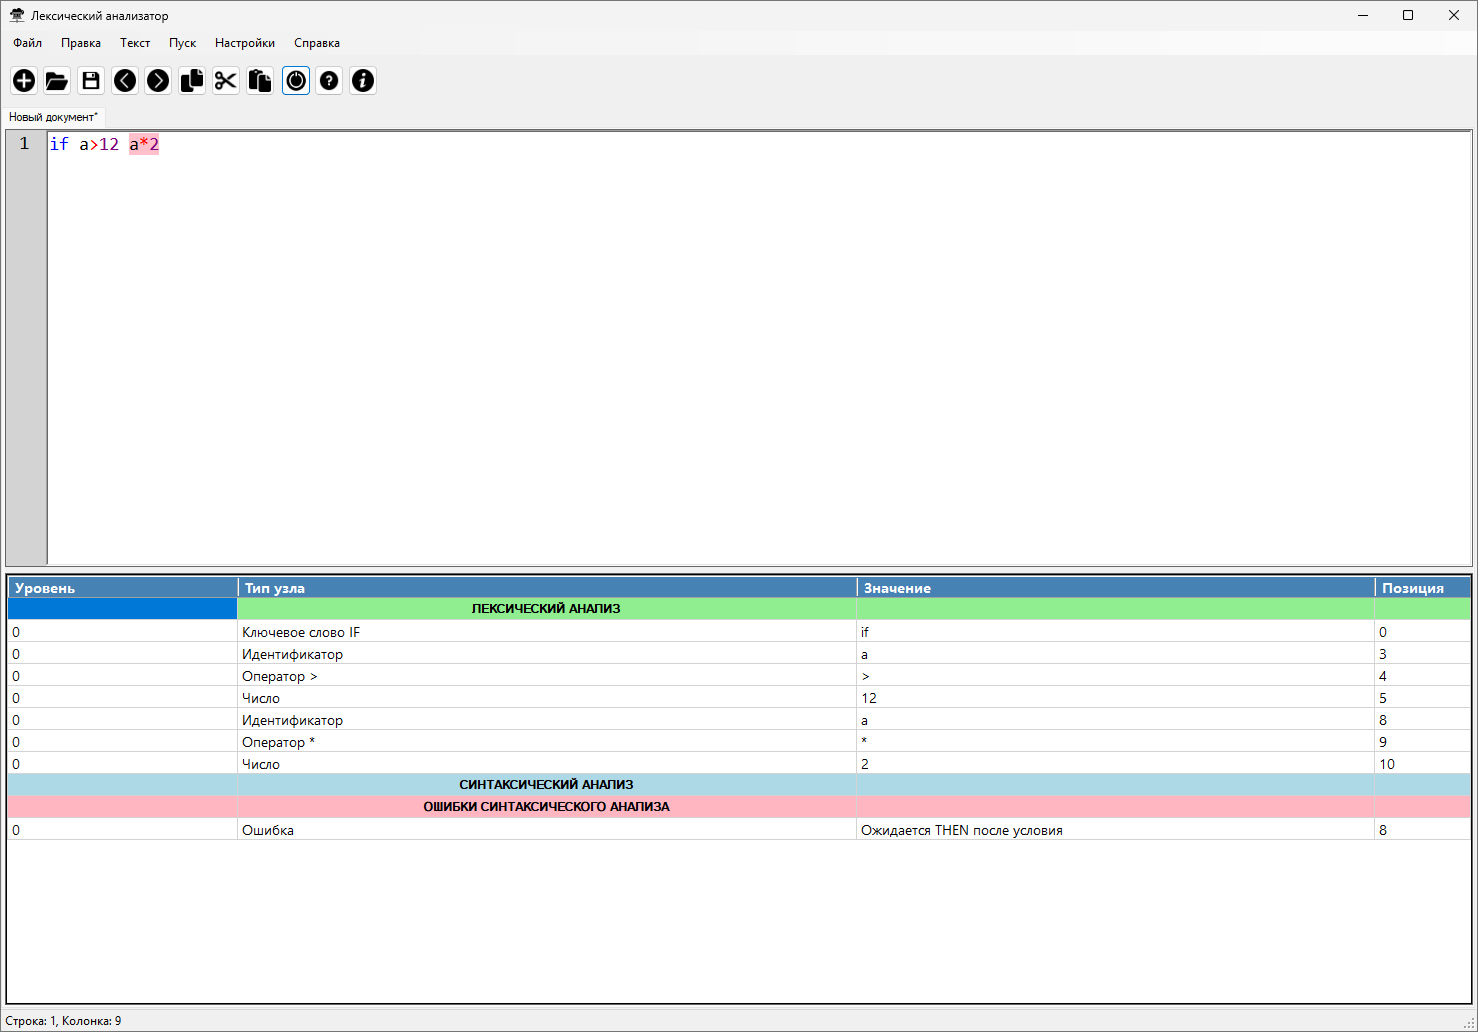 Лексический анализатор
Файл Правка Текст Пуск Настройки Справка
Новый документ*
1 if a>12 a*2
Уровень Тип узла Значение Позиция
ЛЕКСИЧЕСКИЙ АНАЛИЗ
0 Ключевое слово IF if 0
0 Идентификатор a 3
0 Оператор > > 4
0 Число 12 5
0 Идентификатор a 8
0 Оператор * * 9
0 Число 2 10
СИНТАКСИЧЕСКИЙ АНАЛИЗ
ОШИБКИ СИНТАКСИЧЕСКОГО АНАЛИЗА
0 Ошибка Ожидается THEN после условия 8
Строка: 1, Колонка: 9